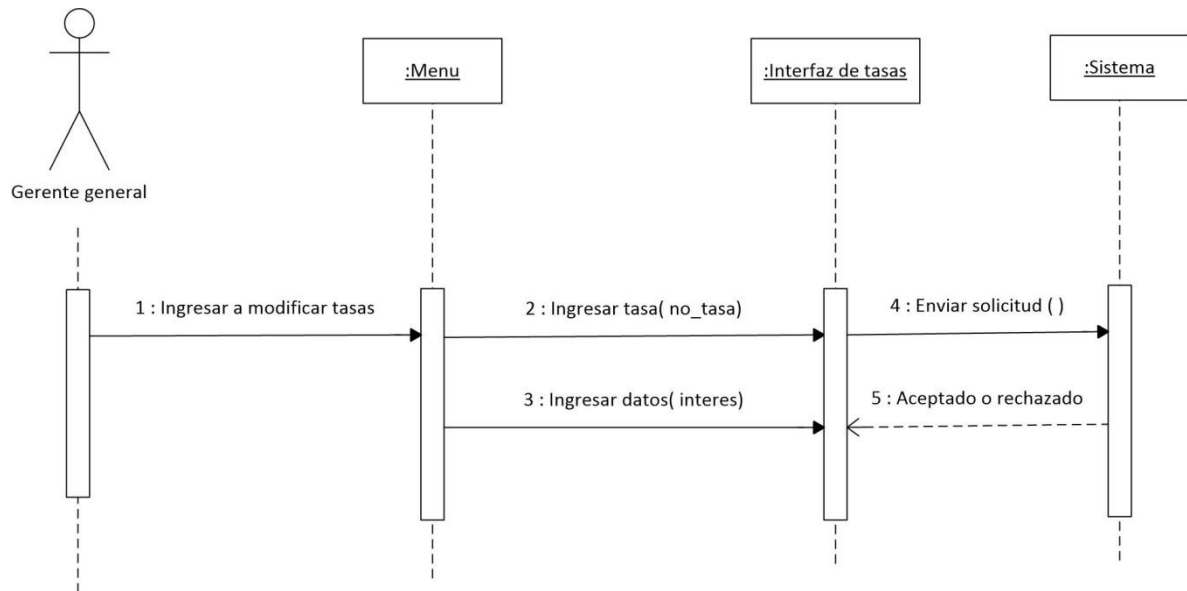 :Menu
:Interfaz de tasas
:Sistema
Gerente general
1 : Ingresar a modificar tasas
2 : Ingresar tasa( no_tasa)
4 : Enviar solicitud ( )
3 : Ingresar datos( interes)
5 : Aceptado o rechazado